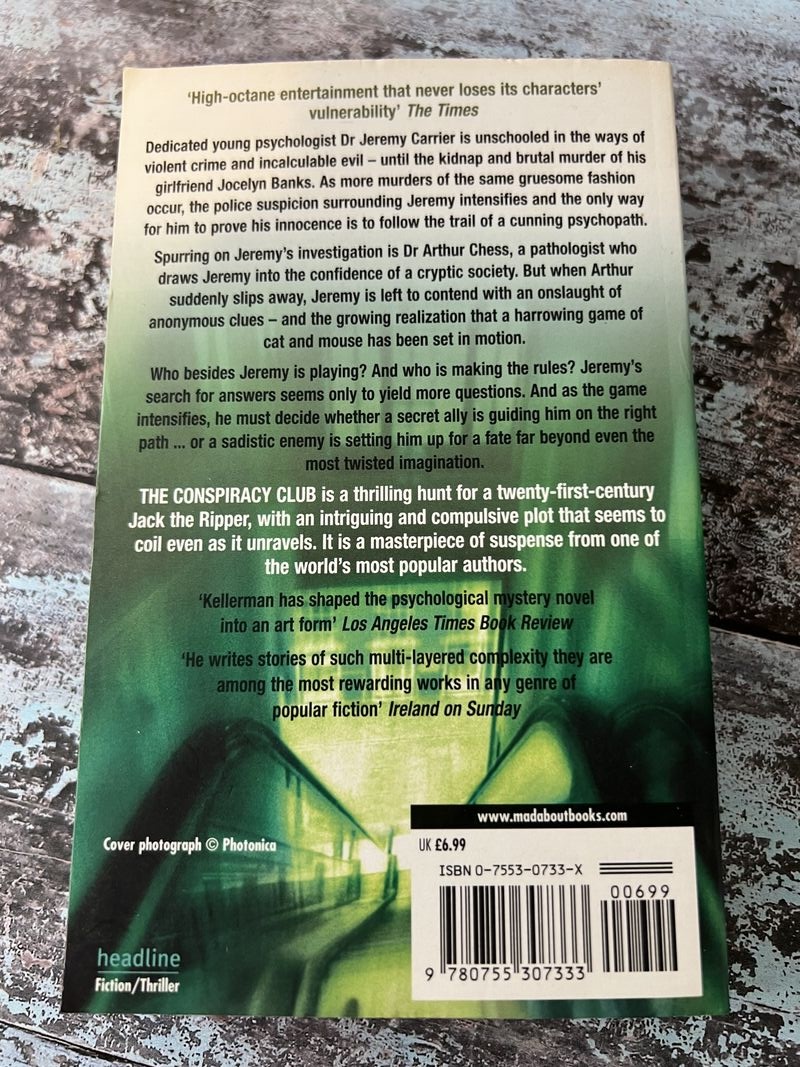 ‘High-octane entertainment that never loses its characters’
vulnerability’ The Times
Dedicated young psychologist Dr Jeremy Carrier is unschooled in the ways of
violent crime and incalculable evil – until the kidnap and brutal murder of his
girlfriend Jocelyn Banks. As more murders of the same gruesome fashion
occur, the police suspicion surrounding Jeremy intensifies and the only way
for him to prove his innocence is to follow the trail of a cunning psychopath.
Spurring on Jeremy’s investigation is Dr Arthur Chess, a pathologist who
draws Jeremy into the confidence of a cryptic society. But when Arthur
suddenly slips away, Jeremy is left to contend with an onslaught of
anonymous clues – and the growing realization that a harrowing game of
cat and mouse has been set in motion.
Who besides Jeremy is playing? And who is making the rules? Jeremy’s
search for answers seems only to yield more questions. And as the game
intensifies, he must decide whether a secret ally is guiding him on the right
path ... or a sadistic enemy is setting him up for a fate far beyond even the
most twisted imagination.
THE CONSPIRACY CLUB is a thrilling hunt for a twenty-first-century
Jack the Ripper, with an intriguing and compulsive plot that seems to
coil even as it unravels. It is a masterpiece of suspense from one of
the world’s most popular authors.
‘Kellerman has shaped the psychological mystery novel
into an art form’ Los Angeles Times Book Review
‘He writes stories of such multi-layered complexity they are
among the most rewarding works in any genre of
popular fiction’ Ireland on Sunday
www.madaboutbooks.com
Cover photograph © Photonica
UK £6.99
ISBN 0-7553-0733-X
00699
9 780755 307333
headline
Fiction/Thriller